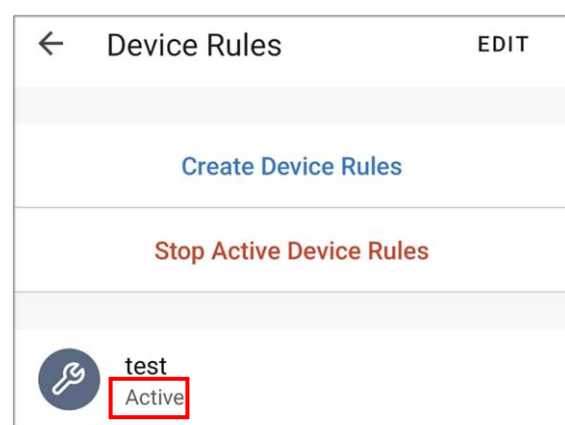 Device Rules EDIT
Create Device Rules
Stop Active Device Rules
test
Active